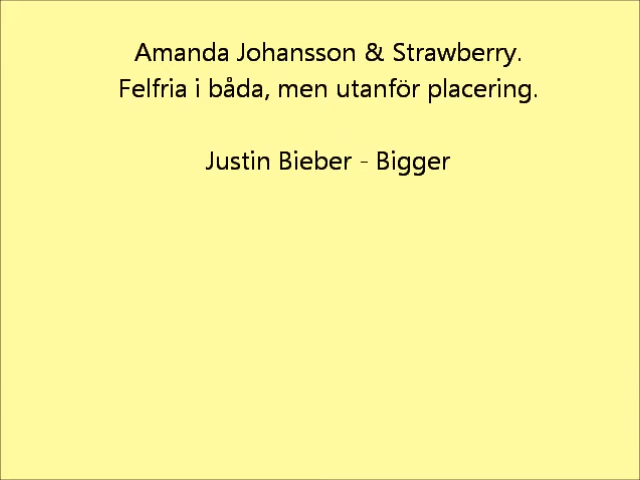 Amanda Johansson & Strawberry.
Felfria i båda, men utanför placering.
Justin Bieber - Bigger